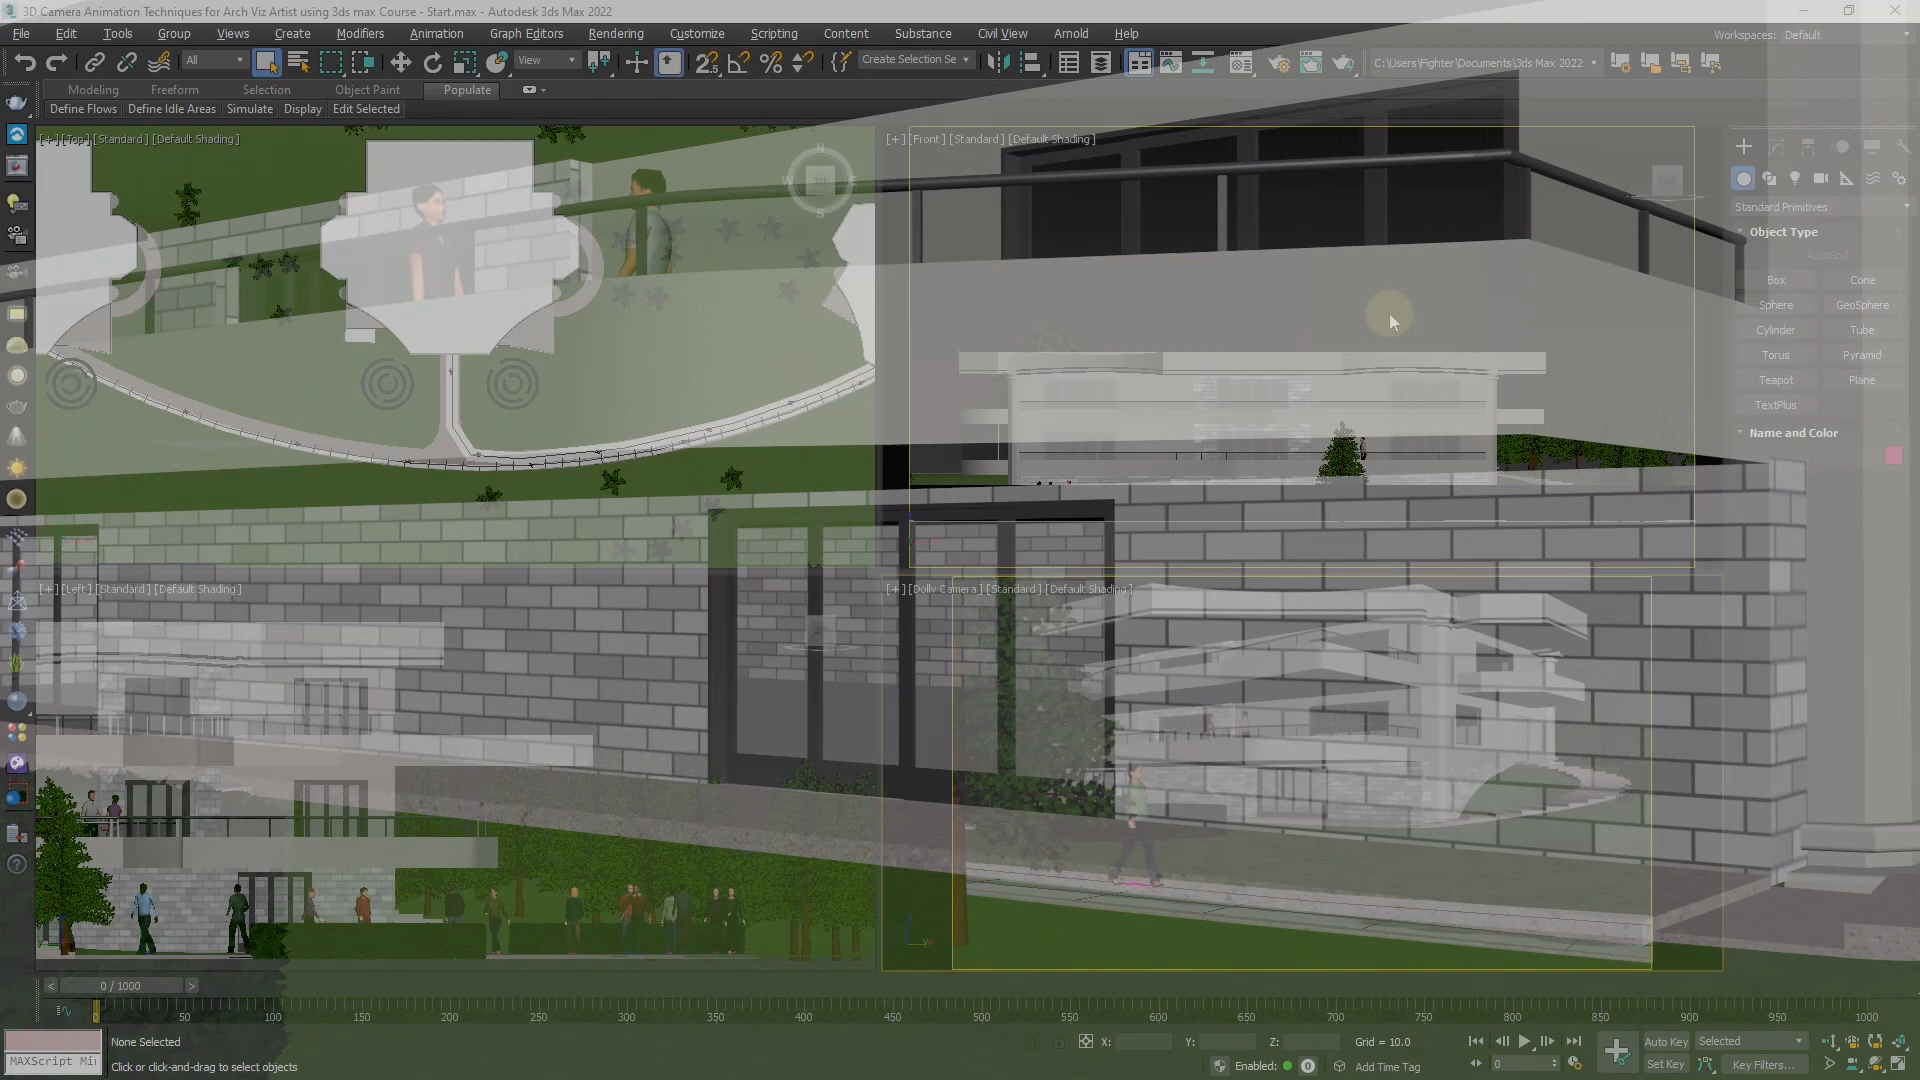 3D Camera Animation Techniques for Arch Viz Artist using 3ds max Course - Start.max - Autodesk 3ds Max 2022
File Edit Tools Group Views Create Modifiers Animation Graph Editors Rendering Customize Scripting Content Substance Civil View Arnold Help
Workspaces: Default
All View Create Selection Se C:\Users\Fighter\Documents\3ds Max 2022
Modeling Freeform Selection Object Paint Populate
Define Flows Define Idle Areas Simulate Display Edit Selected
[+] [Top] [Standard] [Default Shading]
[+] [Front] [Standard] [Default Shading]
N
W E
TOP
S
Standard Primitives
Object Type
AutoGrid
Box Cone
Sphere GeoSphere
Cylinder Tube
Torus Pyramid
Teapot Plane
TextPlus
Name and Color
[+] [Left] [Standard] [Default Shading]
[+] [Dolly Camera] [Standard] [Default Shading]
< 0 / 1000 >
0 50 100 150 200 250 300 350 400 450 500 550 600 650 700 750 800 850 900 950 1000
None Selected X: Y: Z: Grid = 10.0 Auto Key Selected
MAXScript Mi Click or click-and-drag to select objects Enabled: 0 Add Time Tag 0 Set Key Key Filters...